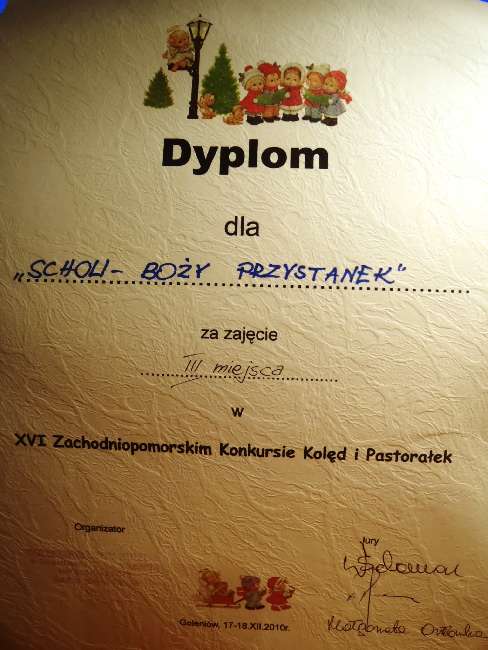 Dyplom
dla
„SCHOLI - BOŻY PRZYSTANEK"
za zajęcie
III miejsca
w
XVI Zachodniopomorskim Konkursie Kolęd i Pastorałek
Organizator
Jury
Małgorzata
Goleniów, 17-18.XII.2010r.